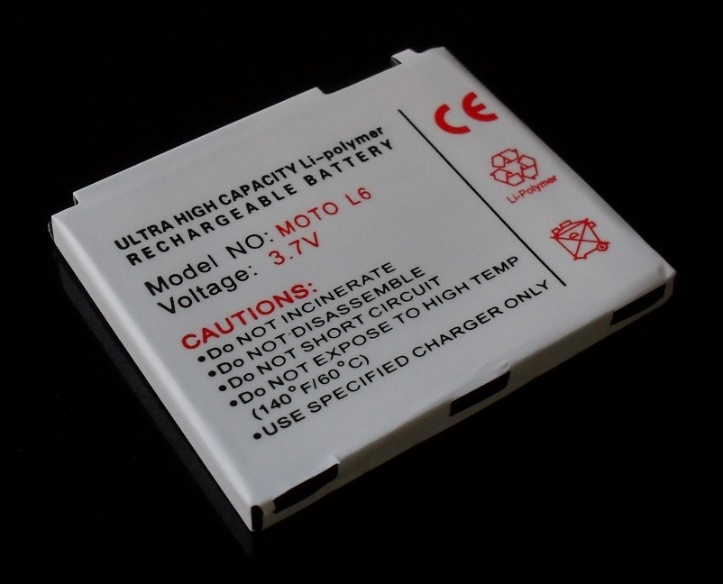 ULTRA HIGH CAPACITY Li-polymer
RECHARGEABLE BATTERY
Model NO: MOTO L6
Voltage: 3.7V
CAUTIONS:
•Do NOT INCINERATE
•Do NOT DISASSEMBLE
•Do NOT SHORT CIRCUIT
•Do NOT EXPOSE TO HIGH TEMP
(140°F/60°C)
•USE SPECIFIED CHARGER ONLY
CE
Li-Polymer